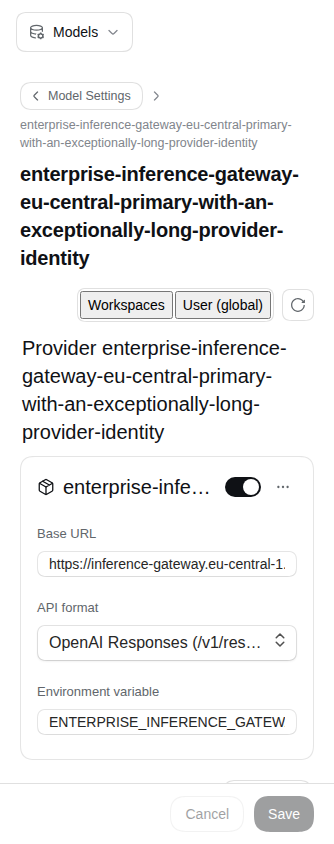 Models
Model Settings
enterprise-inference-gateway-eu-central-primary-
with-an-exceptionally-long-provider-identity
enterprise-inference-gateway-
eu-central-primary-with-an-
exceptionally-long-provider-
identity
Workspaces User (global)
Provider enterprise-inference-
gateway-eu-central-primary-
with-an-exceptionally-long-
provider-identity
enterprise-infe…
Base URL
https://inference-gateway.eu-central-1.
API format
OpenAI Responses (/v1/res…
Environment variable
ENTERPRISE_INFERENCE_GATEW
Cancel Save